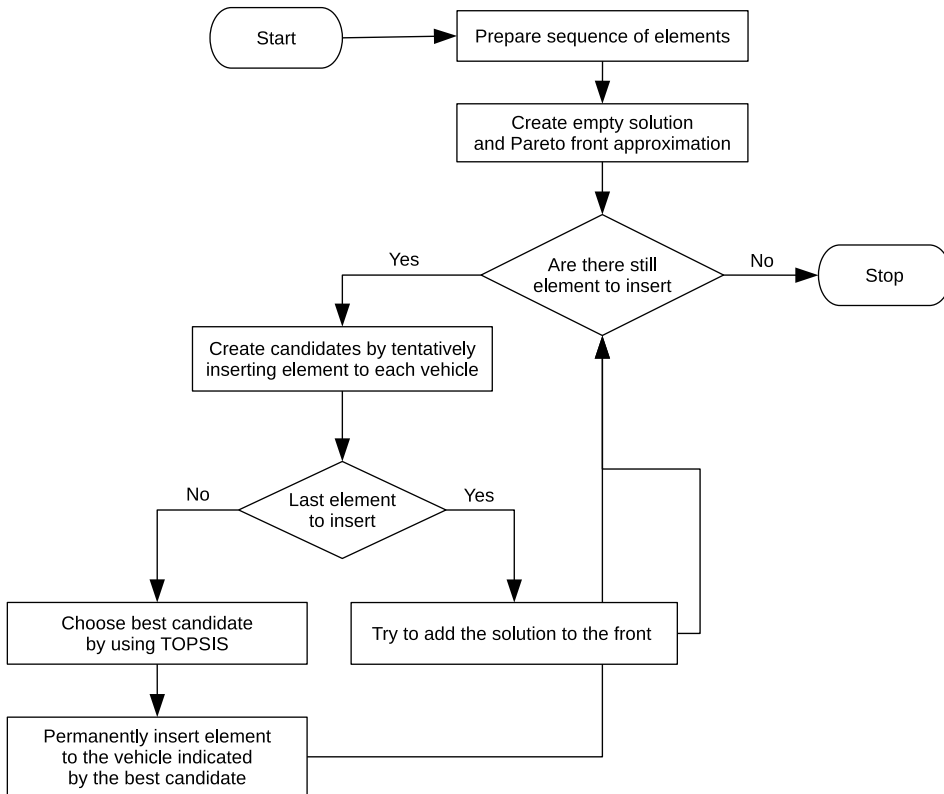 Start
Prepare sequence of elements
Create empty solution
and Pareto front approximation
Are there still
element to insert
Yes
No
Stop
Create candidates by tentatively
inserting element to each vehicle
Last element
to insert
No
Yes
Choose best candidate
by using TOPSIS
Try to add the solution to the front
Permanently insert element
to the vehicle indicated
by the best candidate